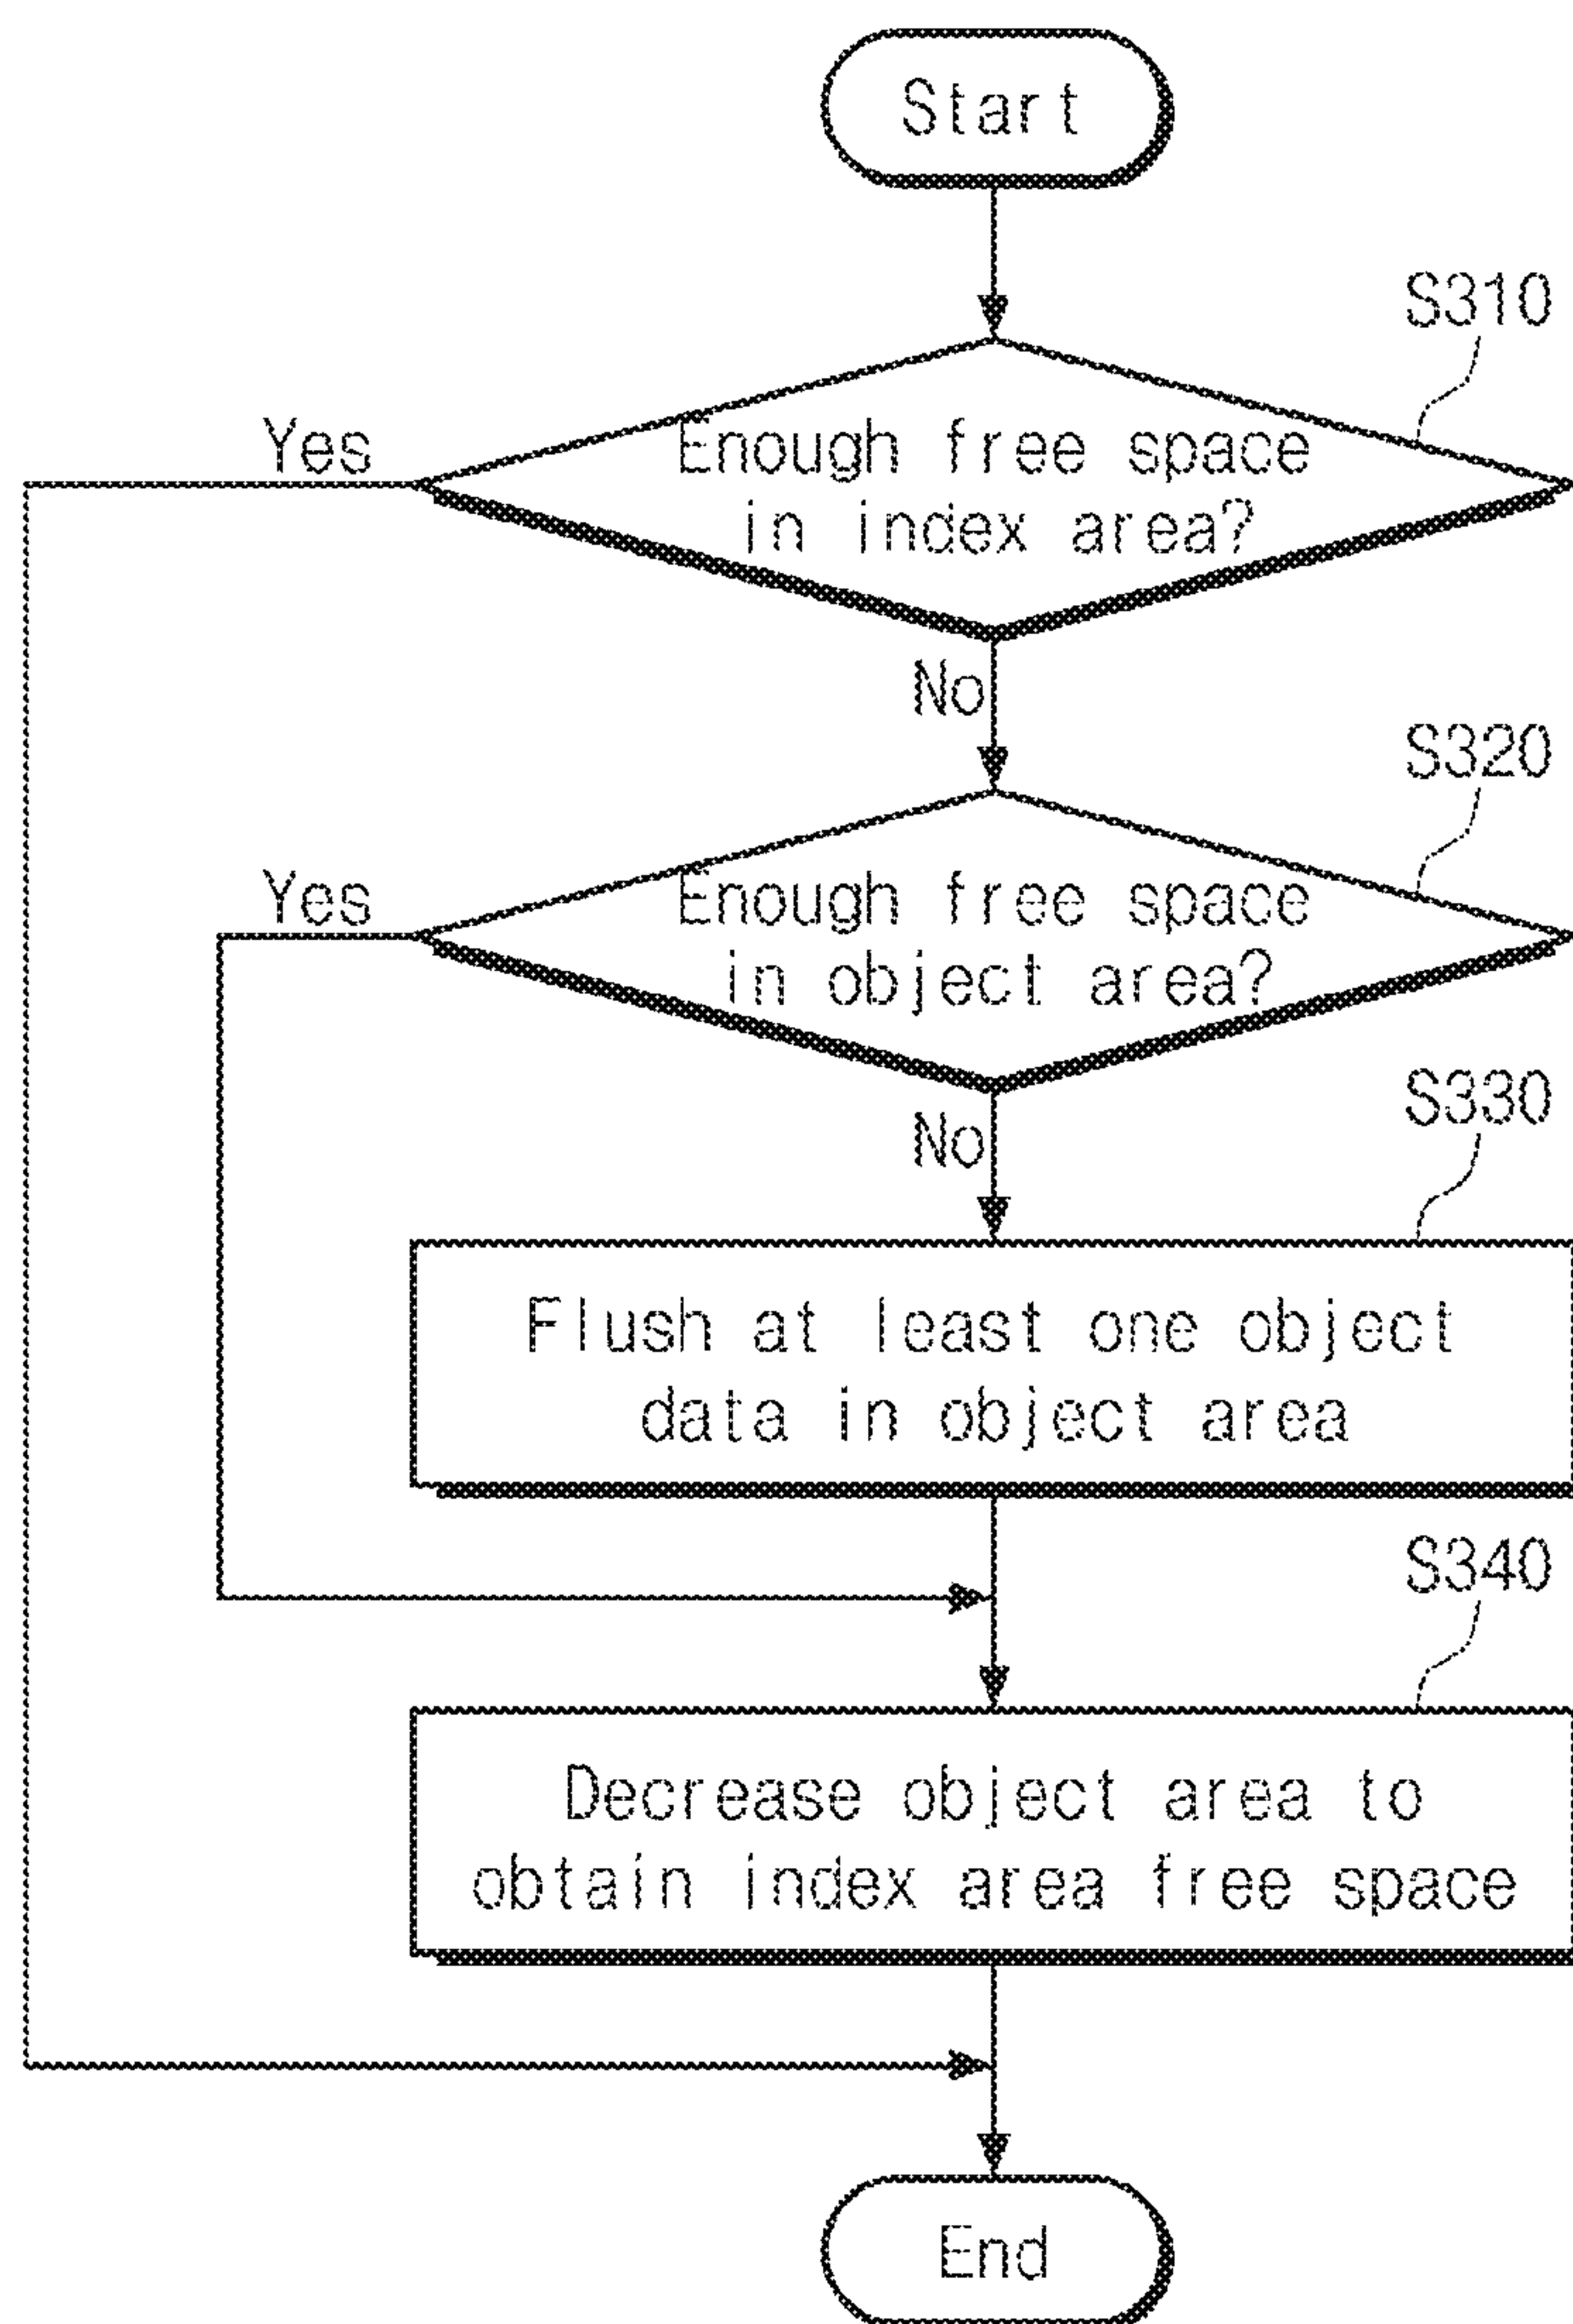 Start
S310
Yes
Enough free space
in index area?
No
S320
Yes
Enough free space
in object area?
No
S330
Flush at least one object
data in object area
S340
Decrease object area to
obtain index area free space
End